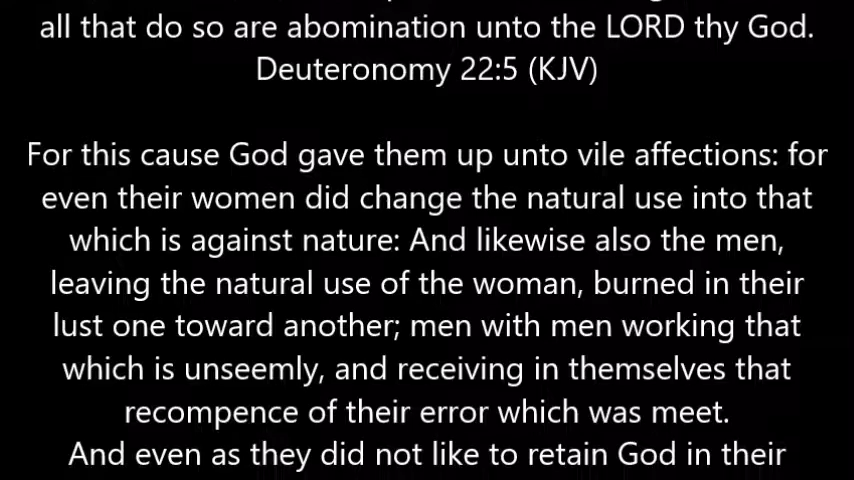 all that do so are abomination unto the LORD thy God.
Deuteronomy 22:5 (KJV)
For this cause God gave them up unto vile affections: for
even their women did change the natural use into that
which is against nature: And likewise also the men,
leaving the natural use of the woman, burned in their
lust one toward another; men with men working that
which is unseemly, and receiving in themselves that
recompence of their error which was meet.
And even as they did not like to retain God in their